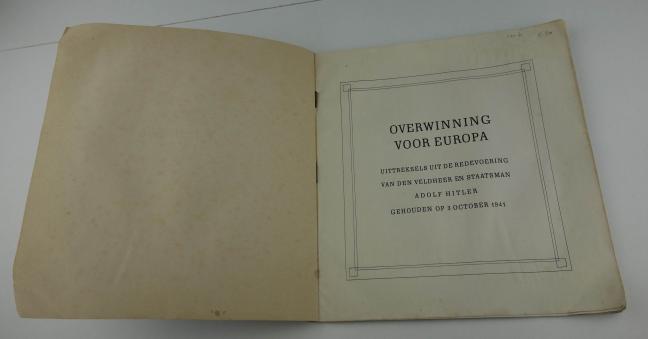 OVERWINNING
VOOR EUROPA
UITTREKSELS UIT DE REDEVOERING
VAN DEN VELDHEER EN STAATSMAN
ADOLF HITLER
GEHOUDEN OP 3 OCTOBER 1941